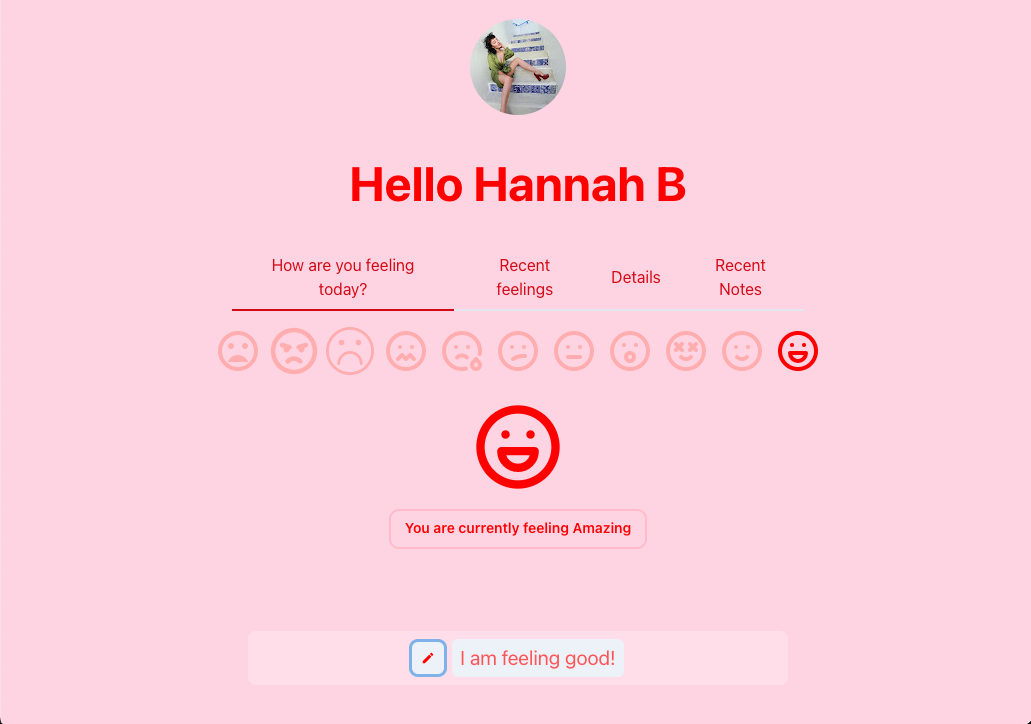 Hello Hannah B
How are you feeling
today?
Recent
feelings
Details
Recent
Notes
You are currently feeling Amazing
I am feeling good!